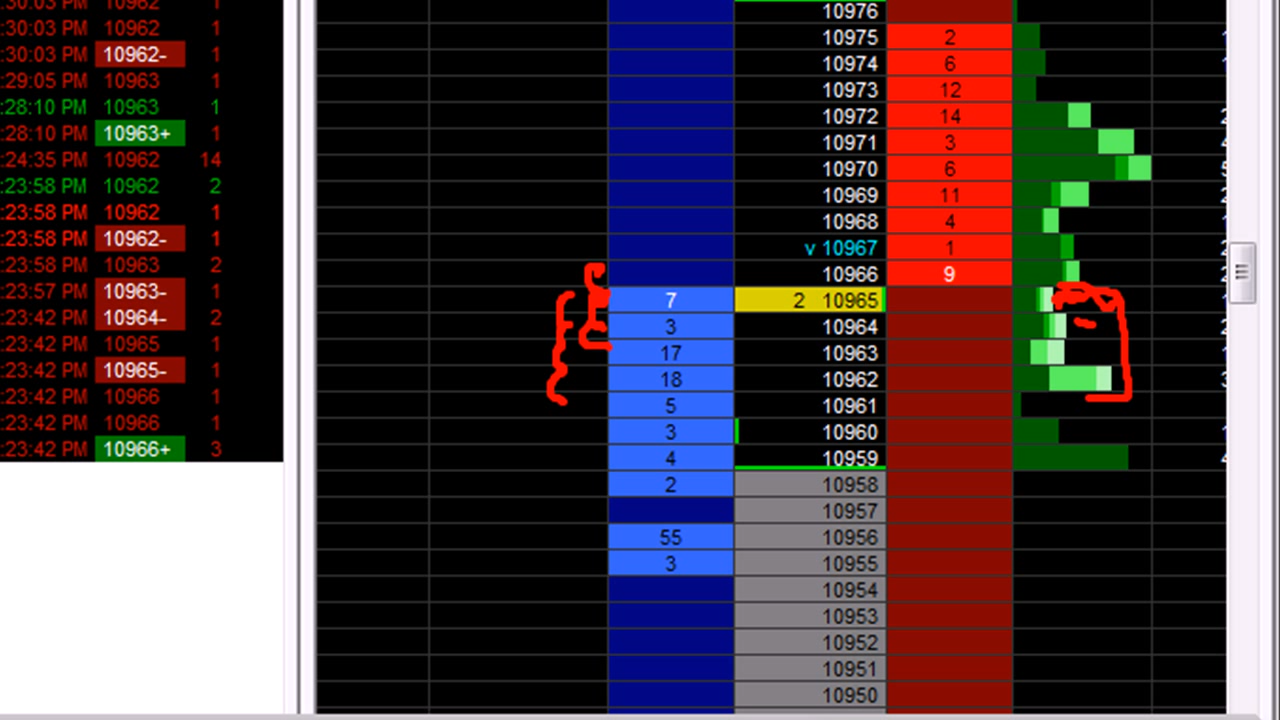 :30:03 PM 10962 1
:30:03 PM 10962 1
:30:03 PM 10962- 1
:29:05 PM 10963 1
:28:10 PM 10963 1
:28:10 PM 10963+ 1
:24:35 PM 10962 14
:23:58 PM 10962 2
:23:58 PM 10962 1
:23:58 PM 10962- 1
:23:58 PM 10963 2
:23:57 PM 10963- 1
:23:42 PM 10964- 2
:23:42 PM 10965 1
:23:42 PM 10965- 1
:23:42 PM 10966 1
:23:42 PM 10966 1
:23:42 PM 10966+ 3
10976
10975 2
10974 6
10973 12
10972 14
10971 3
10970 6
10969 11
10968 4
v 10967 1
10966 9
7 2 10965
3 10964
17 10963
18 10962
5 10961
3 10960
4 10959
2 10958
10957
55 10956
3 10955
10954
10953
10952
10951
10950